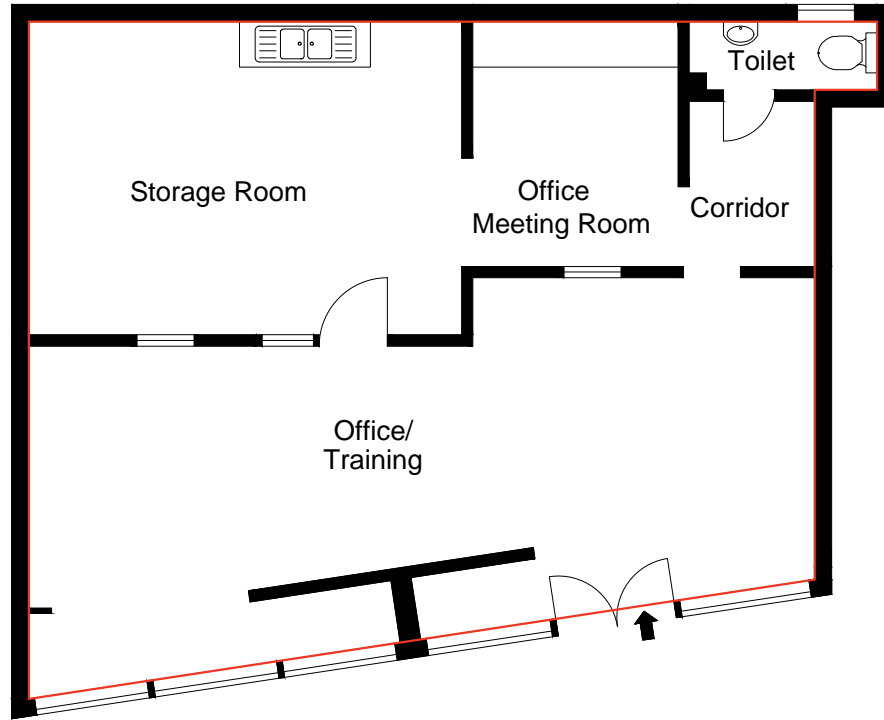 Toilet
Storage Room
Office
Meeting Room
Corridor
Office/
Training